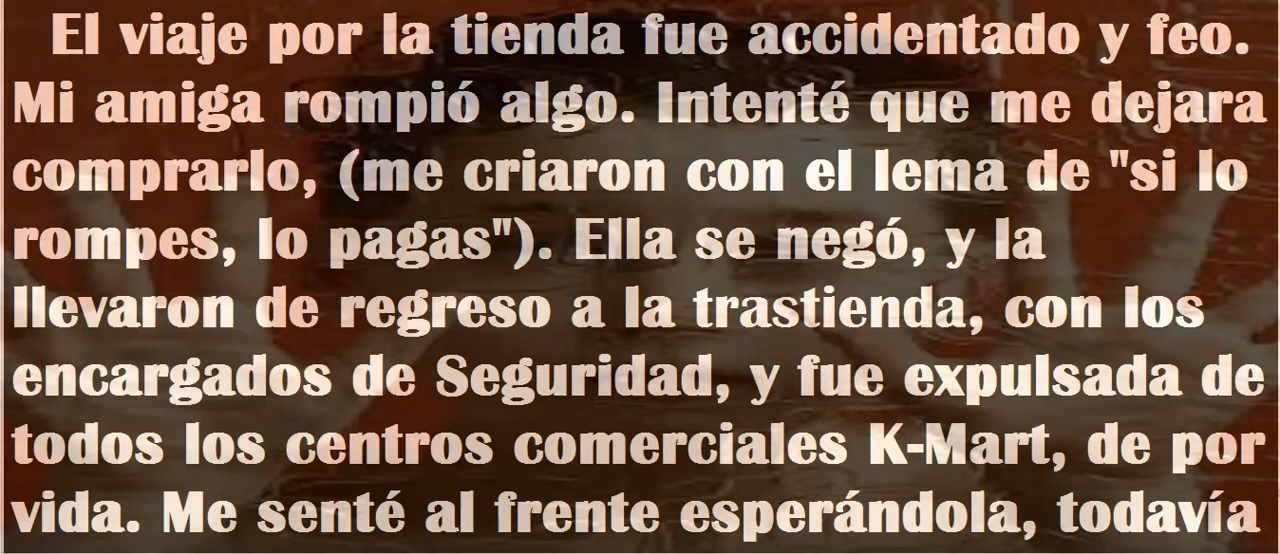 El viaje por la tienda fue accidentado y feo.
Mi amiga rompió algo. Intenté que me dejara
comprarlo, (me criaron con el lema de "si lo
rompes, lo pagas"). Ella se negó, y la
llevaron de regreso a la trastienda, con los
encargados de Seguridad, y fue expulsada de
todos los centros comerciales K-Mart, de por
vida. Me senté al frente esperándola, todavía